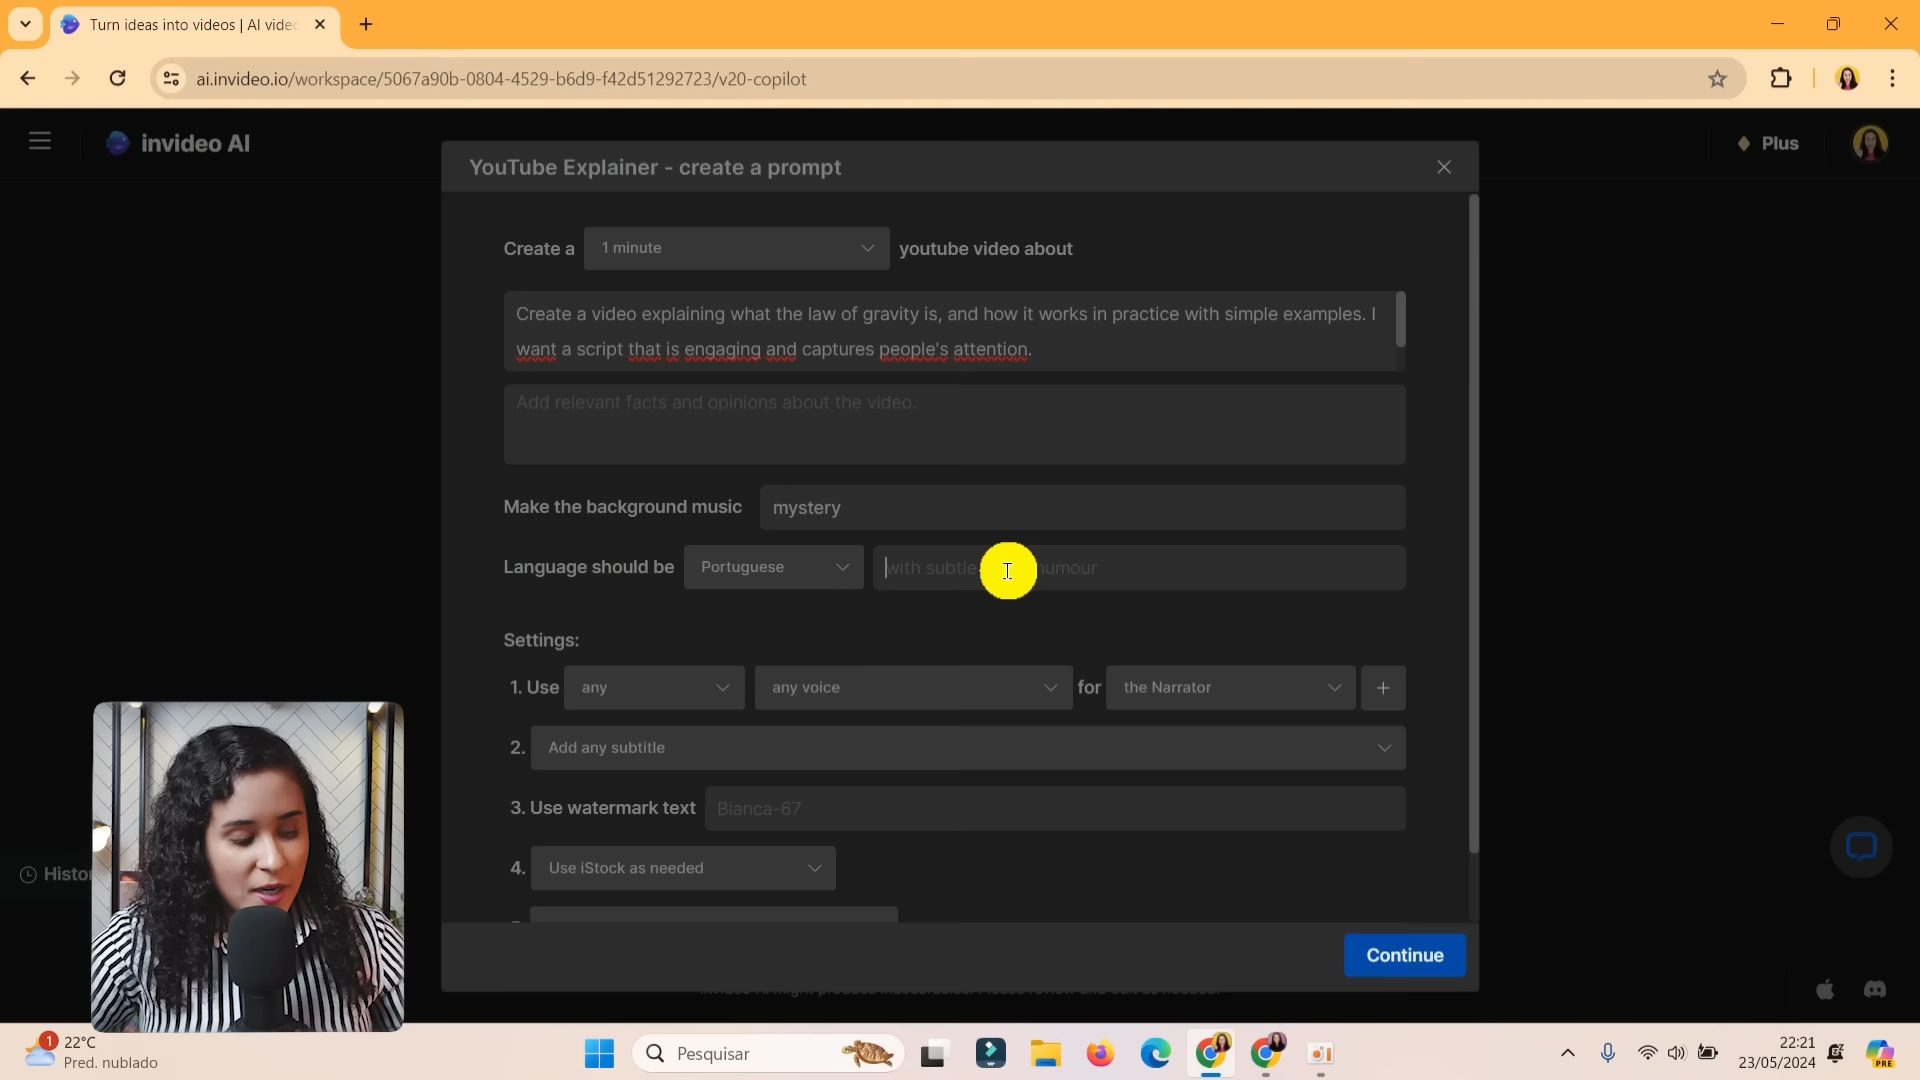 Turn ideas into videos | AI videc
ai.invideo.io/workspace/5067a90b-0804-4529-b6d9-f42d51292723/v20-copilot
invideo AI
Plus
YouTube Explainer - create a prompt
Create a 1 minute youtube video about
Create a video explaining what the law of gravity is, and how it works in practice with simple examples. I
want a script that is engaging and captures people's attention.
Add relevant facts and opinions about the video.
Make the background music mystery
Language should be Portuguese with subtle humour
Settings:
1. Use any any voice for the Narrator +
2. Add any subtitle
3. Use watermark text Bianca-67
4. Use iStock as needed
Histor
Continue
1 22°C
Pred. nublado
Pesquisar
22:21
23/05/2024
PRE